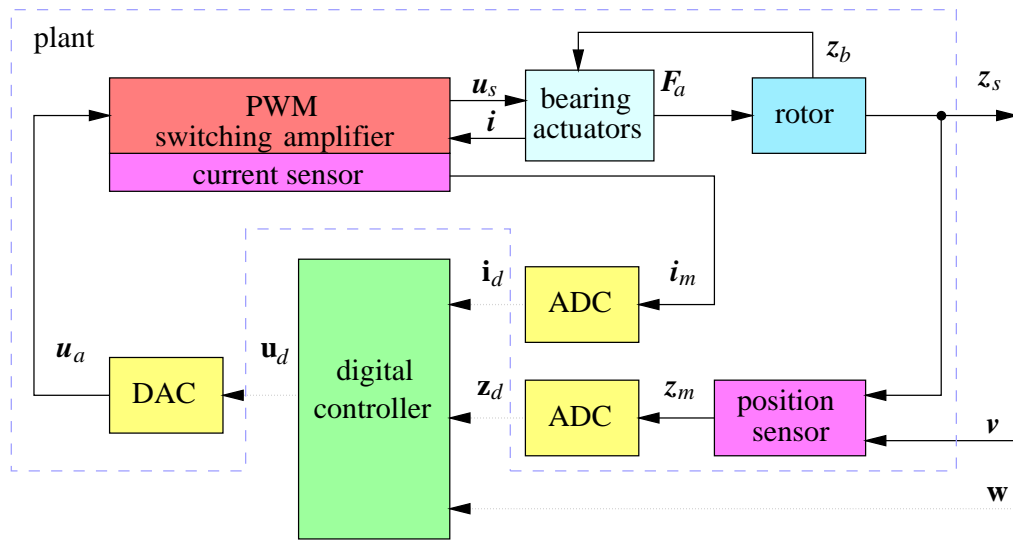 plant
z_b
z_s
PWM
switching amplifier
u_s
i
bearing
actuators
F_a
rotor
current sensor
i_d
ADC
i_m
u_a
DAC
u_d
digital
controller
z_d
ADC
z_m
position
sensor
v
w